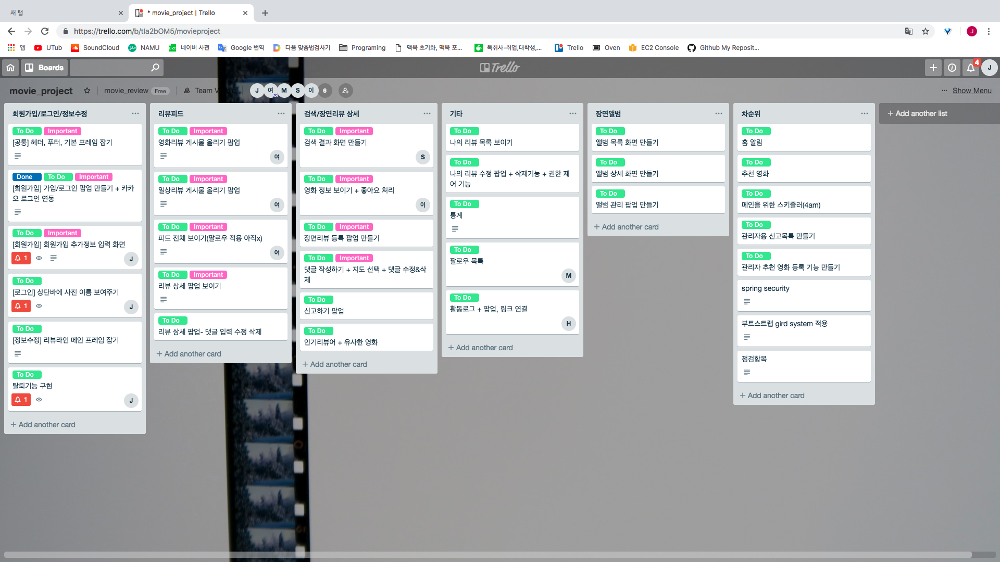 새 탭
* movie_project | Trello
https://trello.com/b/tla2bOM5/movieproject
J
앱
UTub
SoundCloud
NAMU
네이버 사전
Google 번역
다음 맞춤법검사기
Programing
맥북 초기화, 맥북 포...
독취사-취업,대학생,...
Trello
Oven
EC2 Console
Github My Reposit...
Boards
Trello
4
J
movie_project
movie_review Free
Team
J 여 M S 이 6
Show Menu
회원가입/로그인/정보수정
To Do Important
[공통] 헤더, 푸터, 기본 프레임 잡기
Done To Do Important
[회원가입] 가입/로그인 팝업 만들기 + 카카
오 로그인 연동
To Do Important
[회원가입] 회원가입 추가정보 입력 화면
1
J
To Do
[로그인] 상단바에 사진 이름 보여주기
1
J
To Do
[정보수정] 리뷰라인 메인 프레임 잡기
To Do
탈퇴기능 구현
1
J
+ Add another card
리뷰피드
To Do Important
영화리뷰 게시물 올리기 팝업
여
To Do Important
일상리뷰 게시물 올리기 팝업
여
To Do Important
피드 전체 보이기(팔로우 적용 아직x)
여
To Do Important
리뷰 상세 팝업 보이기
To Do
리뷰 상세 팝업- 댓글 입력 수정 삭제
+ Add another card
검색/장면리뷰 상세
To Do Important
검색 결과 화면 만들기
S
To Do Important
영화 정보 보이기 + 좋아요 처리
이
To Do Important
장면리뷰 등록 팝업 만들기
To Do Important
댓글 작성하기 + 지도 선택 + 댓글 수정&삭
제
To Do
신고하기 팝업
To Do
인기리뷰어 + 유사한 영화
+ Add another card
기타
To Do
나의 리뷰 목록 보이기
To Do
나의 리뷰 수정 팝업 + 삭제기능 + 권한 제
어 기능
To Do
통계
To Do
팔로우 목록
M
To Do
활동로그 + 팝업, 링크 연결
H
+ Add another card
장면앨범
To Do
앨범 목록 화면 만들기
To Do
앨범 상세 화면 만들기
To Do
앨범 관리 팝업 만들기
+ Add another card
차순위
To Do
홈 알림
To Do
추천 영화
To Do
메인을 위한 스키쥴러(4am)
To Do
관리자용 신고목록 만들기
To Do
관리자 추천 영화 등록 기능 만들기
spring security
부트스트랩 gird system 적용
점검항목
+ Add another card
+ Add another list